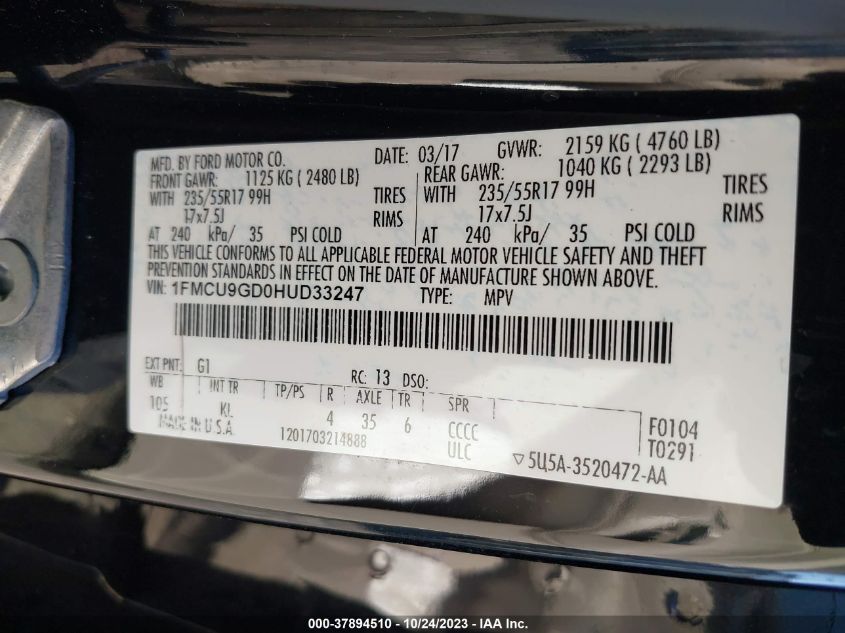 MFD. BY FORD MOTOR CO. DATE: 03/17 GVWR: 2159 KG ( 4760 LB)
FRONT GAWR: 1125 KG ( 2480 LB) REAR GAWR: 1040 KG ( 2293 LB)
WITH 235/55R17 99H TIRES WITH 235/55R17 99H TIRES
17x7.5J RIMS 17x7.5J RIMS
AT 240 kPa/ 35 PSI COLD AT 240 kPa/ 35 PSI COLD
THIS VEHICLE CONFORMS TO ALL APPLICABLE FEDERAL MOTOR VEHICLE SAFETY AND THEFT
PREVENTION STANDARDS IN EFFECT ON THE DATE OF MANUFACTURE SHOWN ABOVE.
VIN: 1FMCU9GD0HUD33247 TYPE: MPV
EXT PNT: G1 RC: 13 DSO:
WB INT TR TP/PS R AXLE TR SPR
105 KL 4 35 6 CCCC F0104
MADE IN U.S.A. 1201703214888 ULC T0291
▽5U5A-3520472-AA
000-37894510 - 10/24/2023 - IAA Inc.